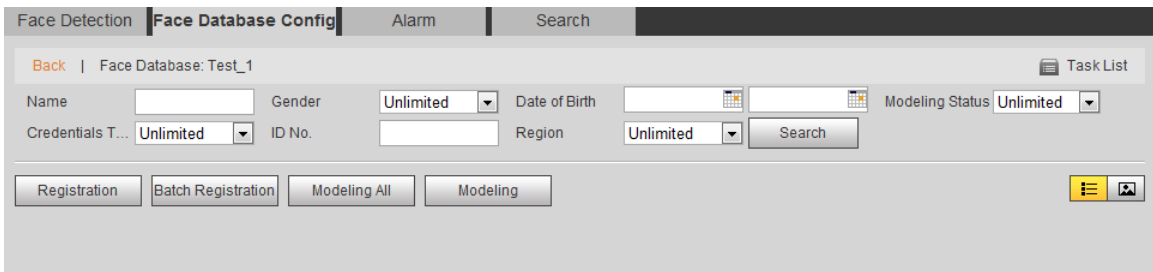 Face Detection Face Database Config Alarm Search
Back | Face Database: Test_1 Task List
Name Gender Unlimited Date of Birth Modeling Status Unlimited
Credentials T... Unlimited ID No. Region Unlimited Search
Registration Batch Registration Modeling All Modeling